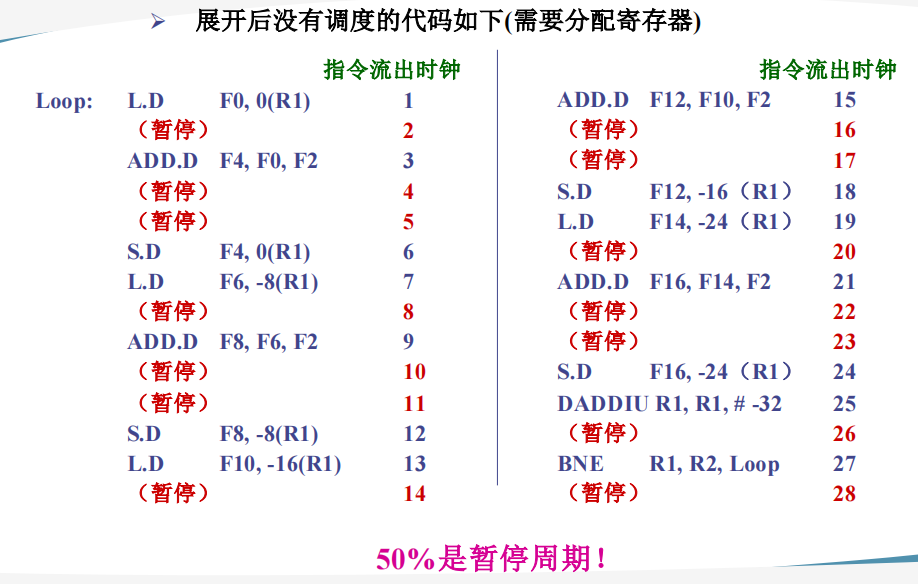 ➢ 展开后没有调度的代码如下(需要分配寄存器)
指令流出时钟
Loop: L.D F0, 0(R1) 1
（暂停） 2
ADD.D F4, F0, F2 3
（暂停） 4
（暂停） 5
S.D F4, 0(R1) 6
L.D F6, -8(R1) 7
（暂停） 8
ADD.D F8, F6, F2 9
（暂停） 10
（暂停） 11
S.D F8, -8(R1) 12
L.D F10, -16(R1) 13
（暂停） 14
指令流出时钟
ADD.D F12, F10, F2 15
（暂停） 16
（暂停） 17
S.D F12, -16（R1） 18
L.D F14, -24（R1） 19
（暂停） 20
ADD.D F16, F14, F2 21
（暂停） 22
（暂停） 23
S.D F16, -24（R1） 24
DADDIU R1, R1, # -32 25
（暂停） 26
BNE R1, R2, Loop 27
（暂停） 28
50%是暂停周期！